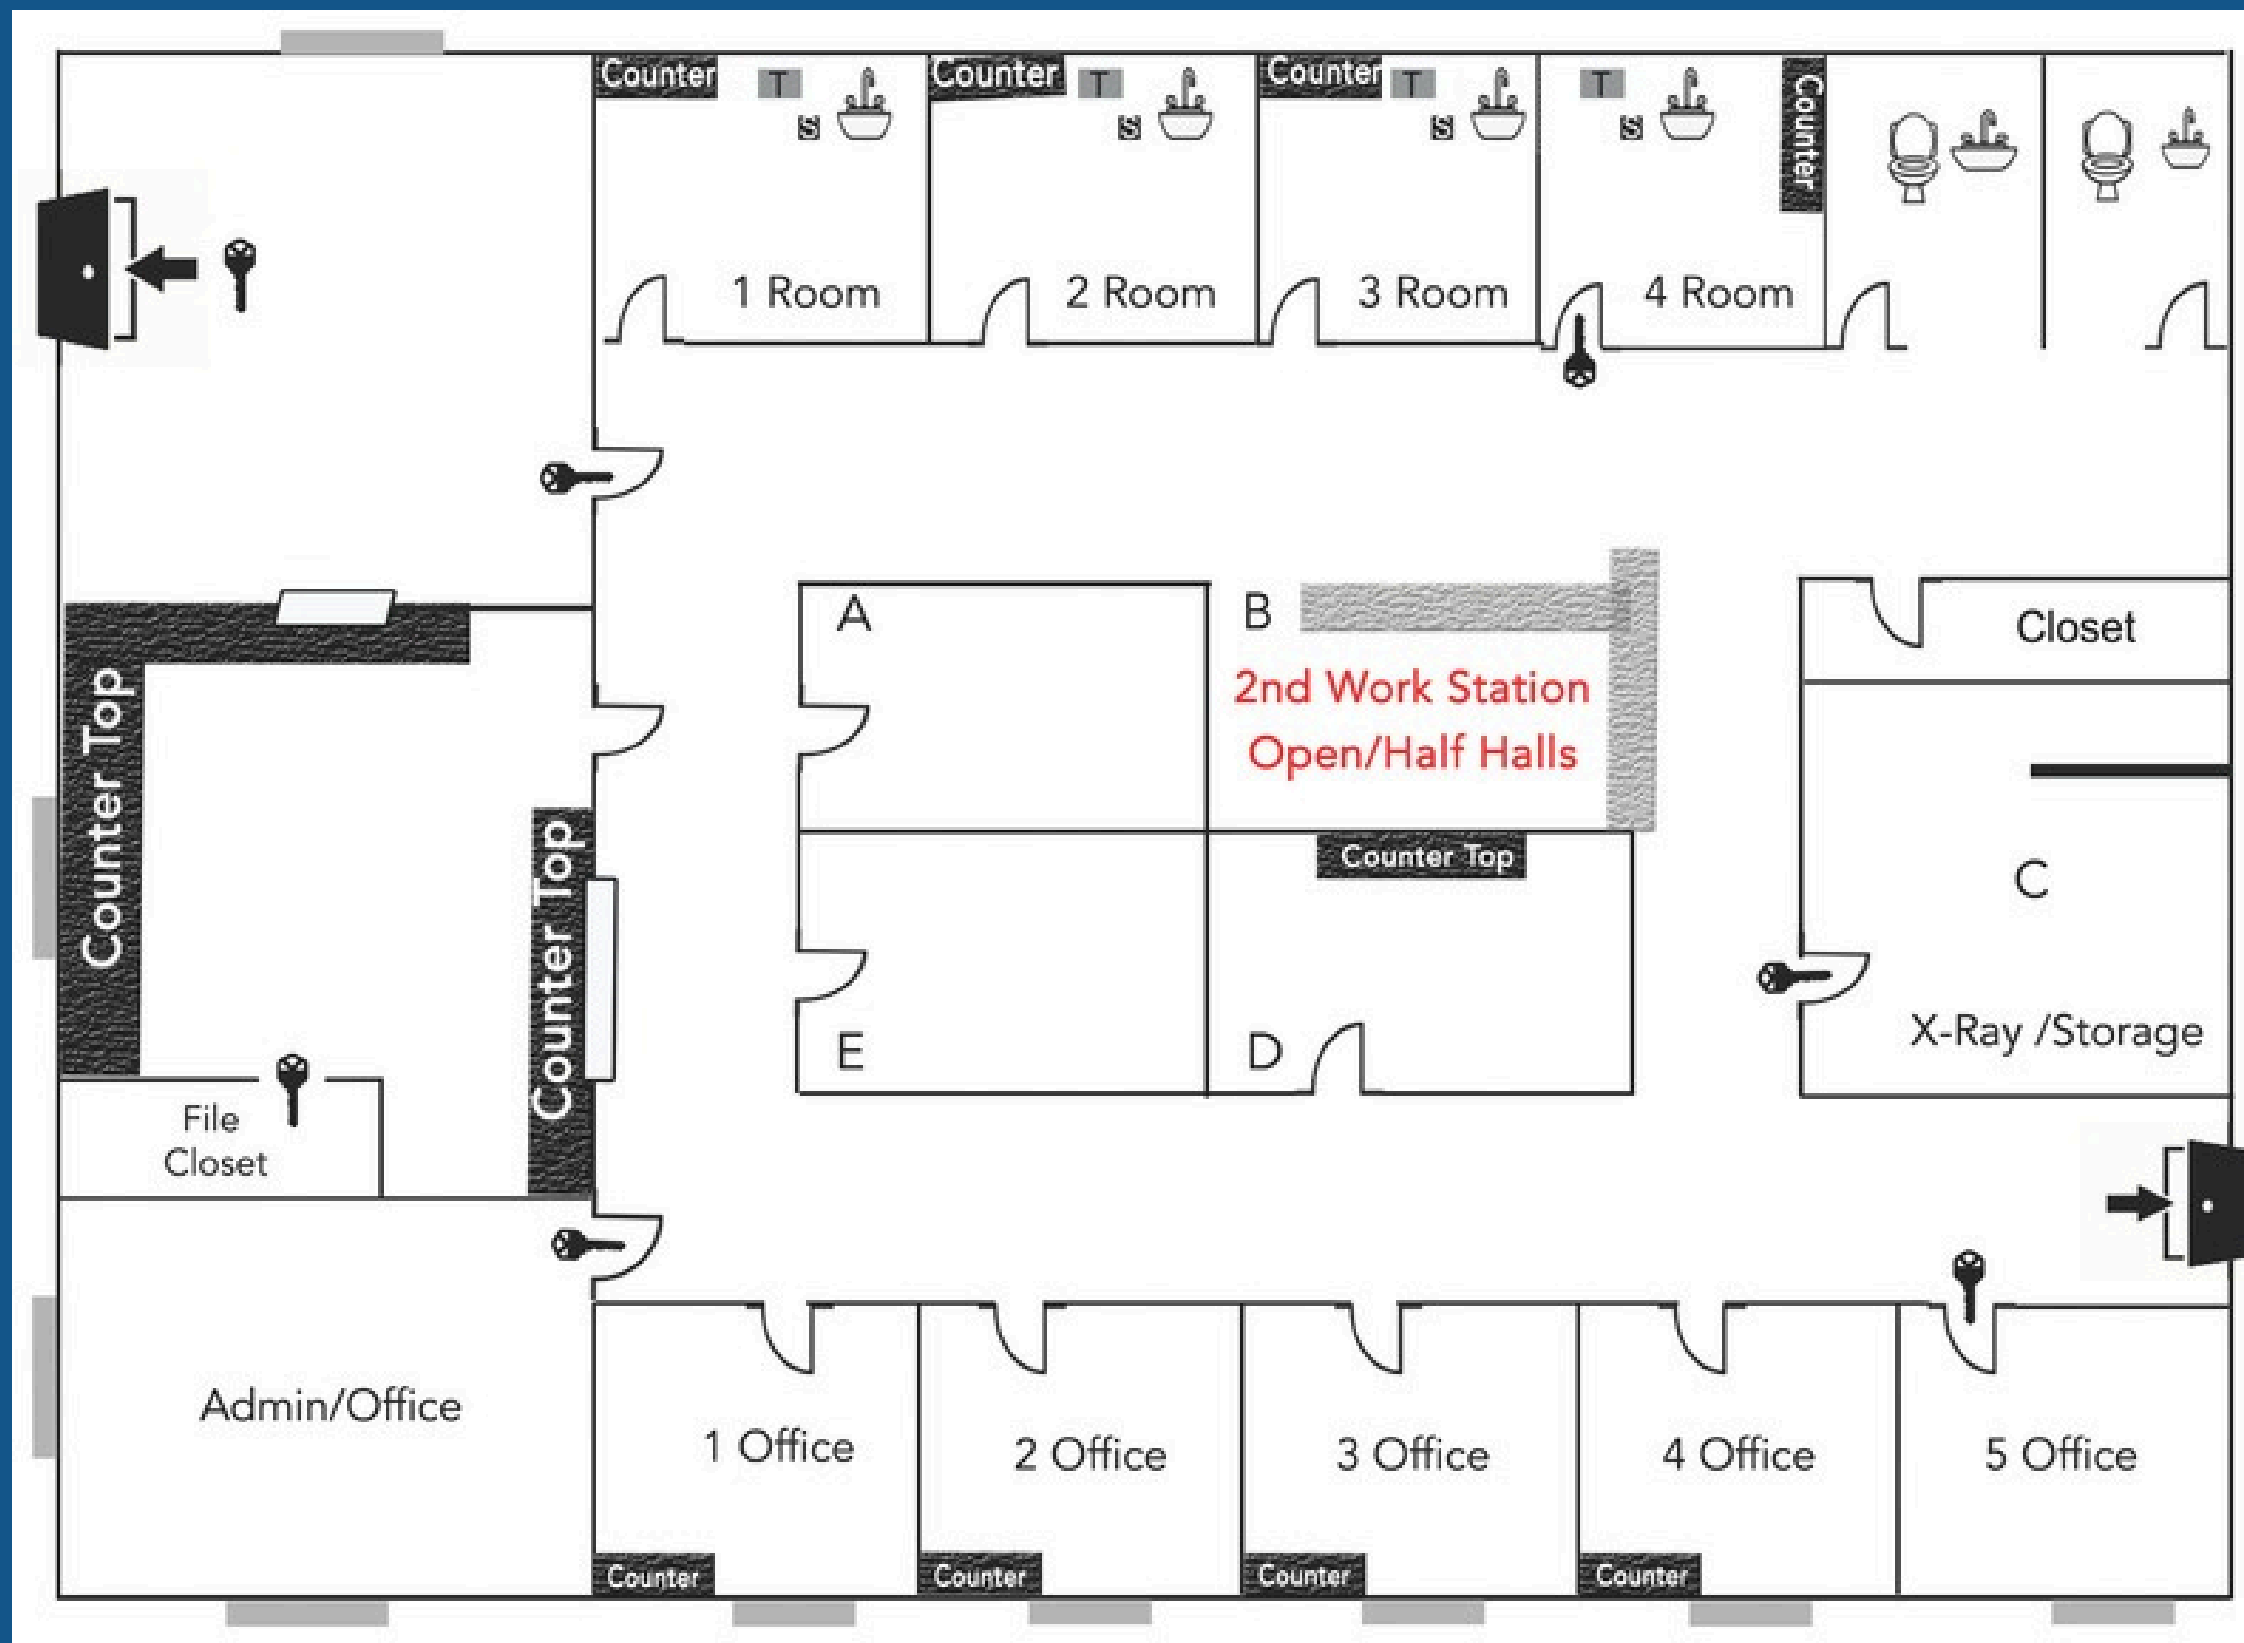 Counter
T
S
Counter
T
S
Counter
T
S
T
S
Counter
1 Room
2 Room
3 Room
4 Room
A
B
2nd Work Station
Open/Half Halls
Closet
Counter Top
Counter Top
Counter Top
C
X-Ray /Storage
E
D
File
Closet
Admin/Office
1 Office
2 Office
3 Office
4 Office
5 Office
Counter
Counter
Counter
Counter